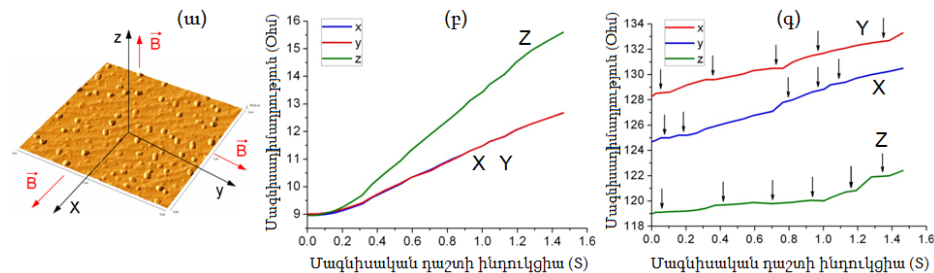 (ա)
z
B
B
B
X
y
(բ)
Մագնիսադիմադրություն (Օհմ)
16
15
14
13
12
11
10
9
x
y
z
Z
X Y
0.0 0.2 0.4 0.6 0.8 1.0 1.2 1.4 1.6
Մագնիսական դաշտի ինդուկցիա (S)
(գ)
Մագնիսադիմադրություն (Օհմ)
134
132
130
128
126
124
120
118
x
y
z
Y
X
Z
0.0 0.2 0.4 0.6 0.8 1.0 1.2 1.4 1.6
Մագնիսական դաշտի ինդուկցիա (S)